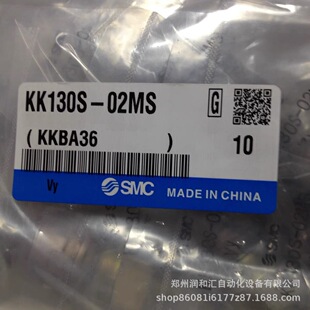 KK130S-02MS G
( KKBA36 ) 10
Vy SMC MADE IN CHINA
郑州润和汇自动化设备有限公司
shop86081i6177z87.1688.com